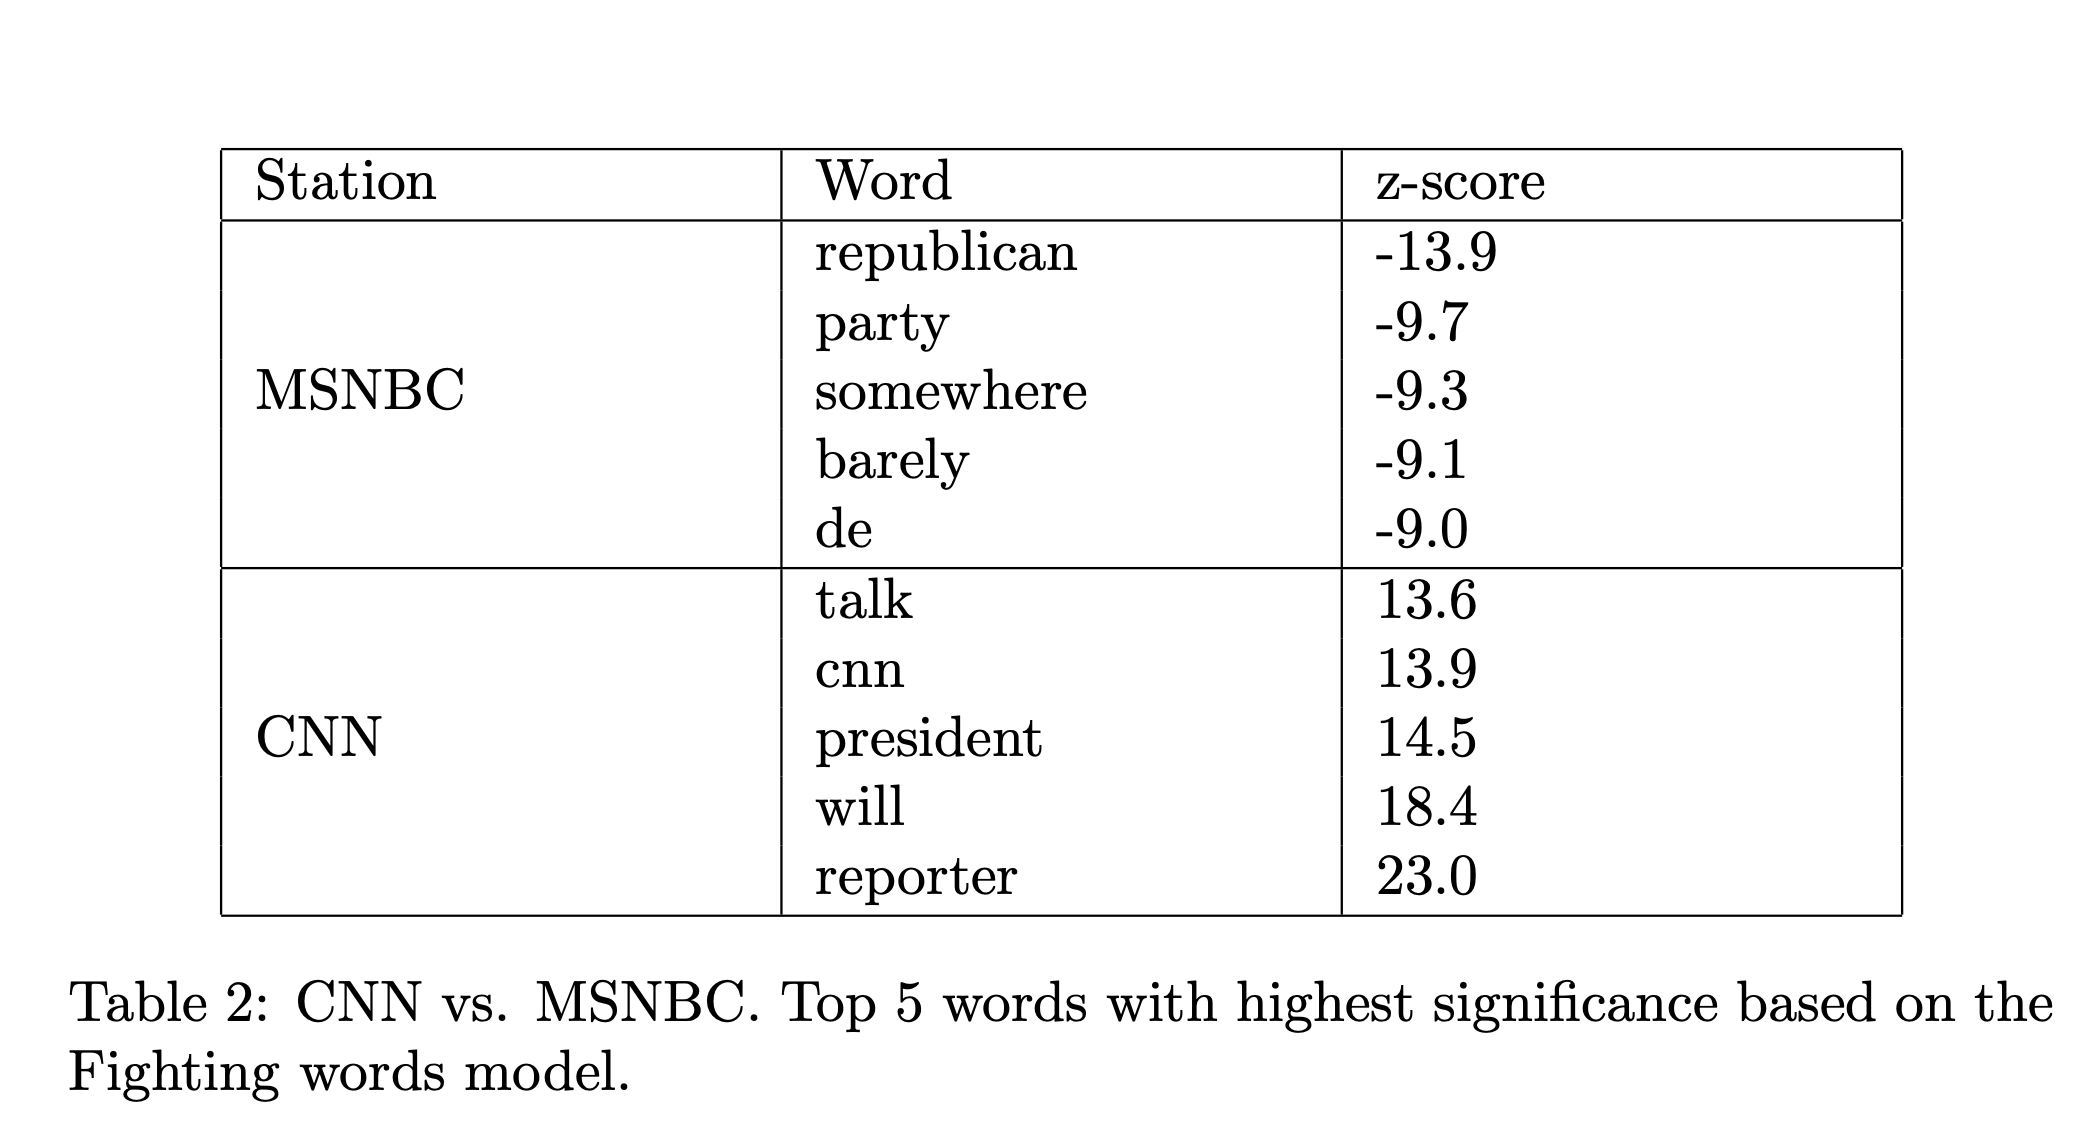 Station Word z-score
republican -13.9
party -9.7
MSNBC somewhere -9.3
barely -9.1
de -9.0
talk 13.6
cnn 13.9
CNN president 14.5
will 18.4
reporter 23.0
Table 2: CNN vs. MSNBC. Top 5 words with highest significance based on the
Fighting words model.